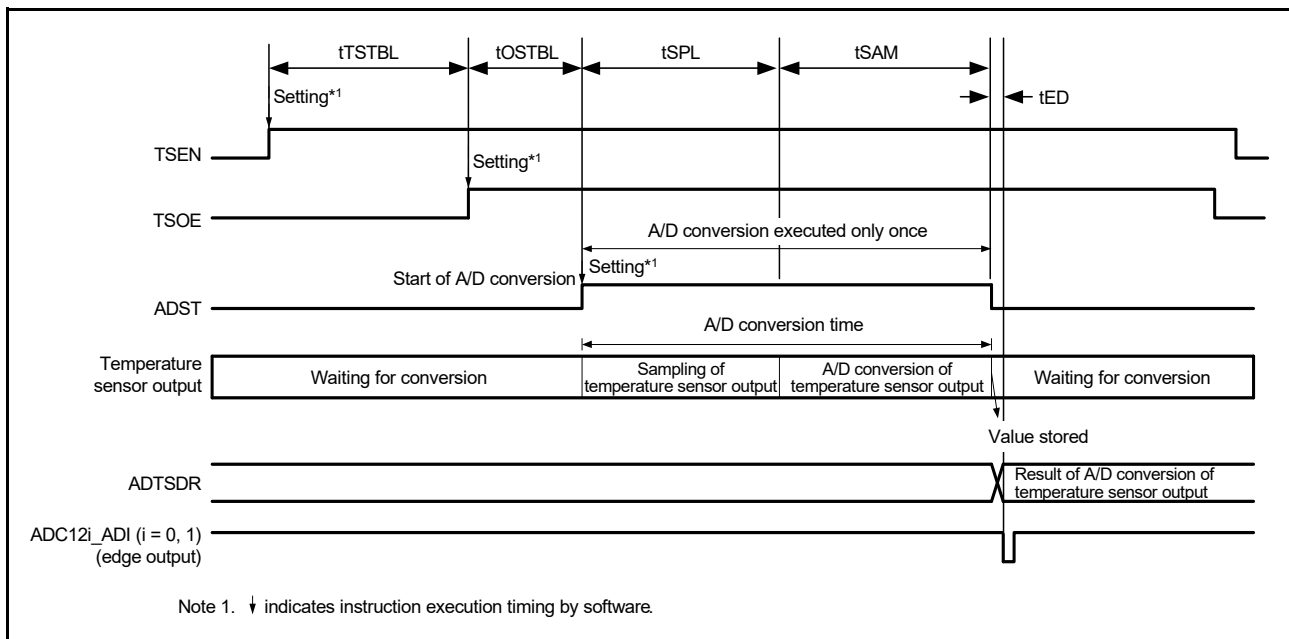 tTSTBL tOSTBL tSPL tSAM
tED
Setting*1
TSEN
Setting*1
TSOE
A/D conversion executed only once
Start of A/D conversion Setting*1
ADST
A/D conversion time
Temperature
sensor output
Waiting for conversion
Sampling of
temperature sensor output
A/D conversion of
temperature sensor output
Waiting for conversion
Value stored
ADTSDR
Result of A/D conversion of
temperature sensor output
ADC12i_ADI (i = 0, 1)
(edge output)
Note 1. ↓ indicates instruction execution timing by software.